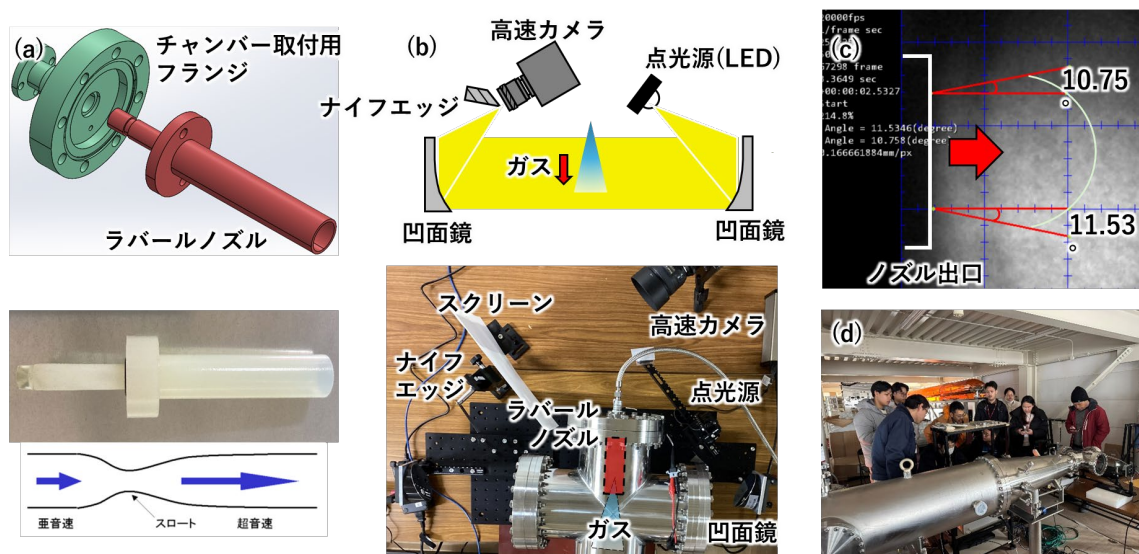 (a)
チャンバー取付用
フランジ
ラバールノズル
亜音速
スロート
超音速
(b)
高速カメラ
点光源(LED)
ナイフエッジ
ガス
凹面鏡
凹面鏡
スクリーン
高速カメラ
ナイフ
エッジ
点光源
ラバール
ノズル
ガス
凹面鏡
(c)
20000fps
/frame sec
67298 frame
3.3649 sec
+00:00:02.5327
Start
214.8%
Angle = 11.5346(degree)
Angle = 10.758(degree)
.166661884mm/px
10.75
°
11.53
°
ノズル出口
(d)